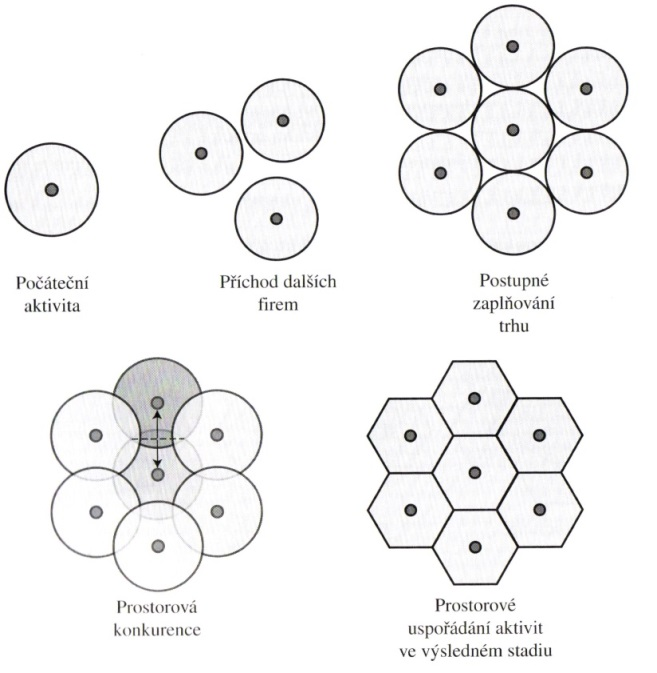 Počáteční
aktivita
Příchod dalších
firem
Postupné
zaplňování
trhu
Prostorová
konkurence
Prostorové
uspořádání aktivit
ve výsledném stadiu